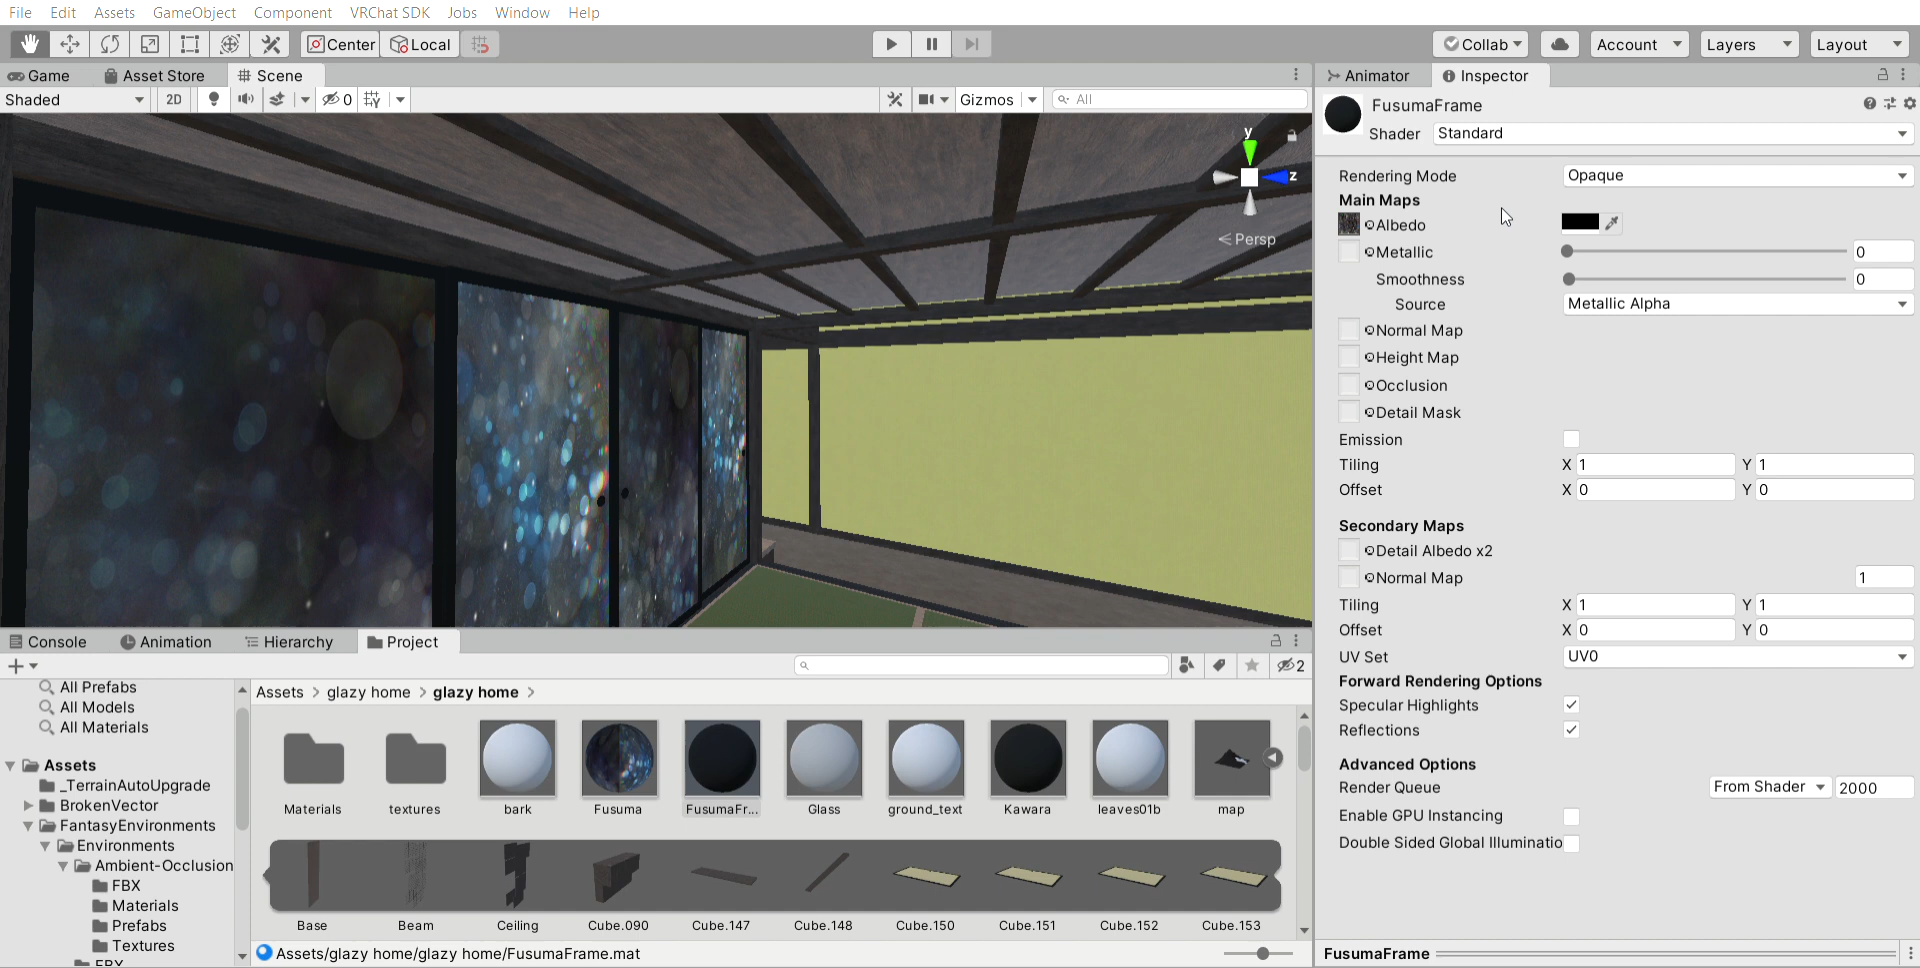 File Edit Assets GameObject Component VRChat SDK Jobs Window Help
Center Local Collab Account Layers Layout
Game Asset Store Scene
Animator Inspector
Shaded 2D 0 Gizmos All
FusumaFrame
Shader Standard
y
z
Persp
Rendering Mode Opaque
Main Maps
Albedo
Metallic 0
Smoothness 0
Source Metallic Alpha
Normal Map
Height Map
Occlusion
Detail Mask
Emission
Tiling X 1 Y 1
Offset X 0 Y 0
Secondary Maps
Detail Albedo x2
Normal Map 1
Tiling X 1 Y 1
Offset X 0 Y 0
UV Set UV0
Forward Rendering Options
Specular Highlights
Reflections
Advanced Options
Render Queue From Shader 2000
Enable GPU Instancing
Double Sided Global Illuminatio
FusumaFrame
Console Animation Hierarchy Project
2
All Prefabs
All Models
All Materials
Assets
_TerrainAutoUpgrade
BrokenVector
FantasyEnvironments
Environments
Ambient-Occlusion
FBX
Materials
Prefabs
Textures
FBX
Assets > glazy home > glazy home >
Materials textures bark Fusuma FusumaFr... Glass ground_text Kawara leaves01b map
Base Beam Ceiling Cube.090 Cube.147 Cube.148 Cube.150 Cube.151 Cube.152 Cube.153
Assets/glazy home/glazy home/FusumaFrame.mat